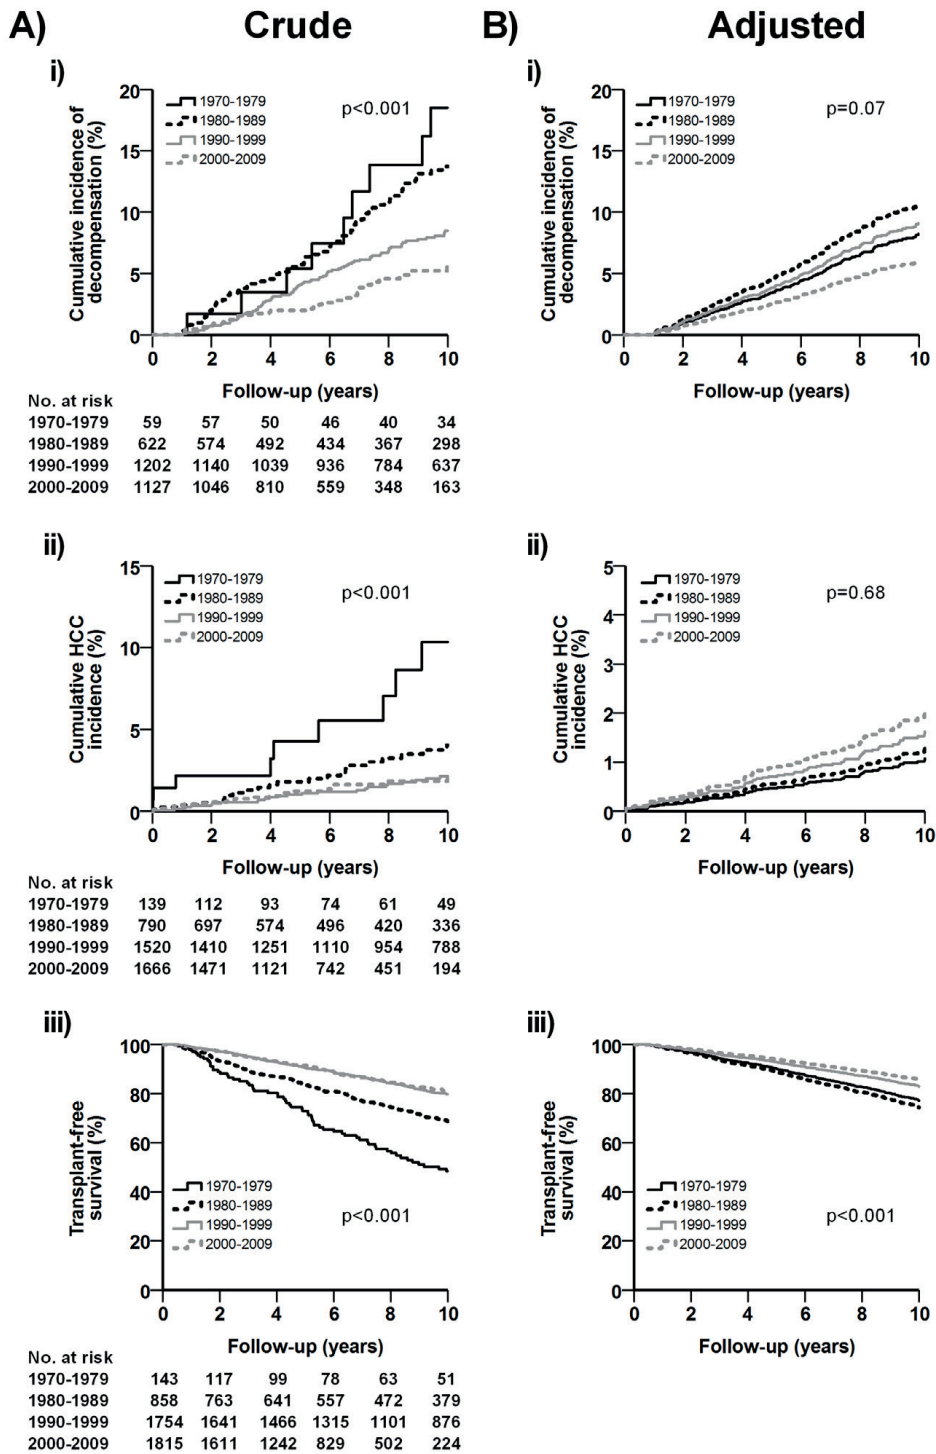 A) Crude B) Adjusted
i) i)
Cumulative incidence of
decompensation (%)
20
15
10
5
0
1970-1979
1980-1989
1990-1999
2000-2009
p<0.001
0 2 4 6 8 10
Follow-up (years)
Cumulative incidence of
decompensation (%)
20
15
10
5
0
1970-1979
1980-1989
1990-1999
2000-2009
p=0.07
0 2 4 6 8 10
Follow-up (years)
No. at risk
1970-1979 59 57 50 46 40 34
1980-1989 622 574 492 434 367 298
1990-1999 1202 1140 1039 936 784 637
2000-2009 1127 1046 810 559 348 163
ii) ii)
Cumulative HCC
incidence (%)
15
10
5
0
1970-1979
1980-1989
1990-1999
2000-2009
p<0.001
0 2 4 6 8 10
Follow-up (years)
Cumulative HCC
incidence (%)
5
4
3
2
1
0
1970-1979
1980-1989
1990-1999
2000-2009
p=0.68
0 2 4 6 8 10
Follow-up (years)
No. at risk
1970-1979 139 112 93 74 61 49
1980-1989 790 697 574 496 420 336
1990-1999 1520 1410 1251 1110 954 788
2000-2009 1666 1471 1121 742 451 194
iii) iii)
Transplant-free
survival (%)
100
80
60
40
20
0
1970-1979
1980-1989
1990-1999
2000-2009
p<0.001
0 2 4 6 8 10
Follow-up (years)
Transplant-free
survival (%)
100
80
60
40
20
0
1970-1979
1980-1989
1990-1999
2000-2009
p<0.001
0 2 4 6 8 10
Follow-up (years)
No. at risk
1970-1979 143 117 99 78 63 51
1980-1989 858 763 641 557 472 379
1990-1999 1754 1641 1466 1315 1101 876
2000-2009 1815 1611 1242 829 502 224